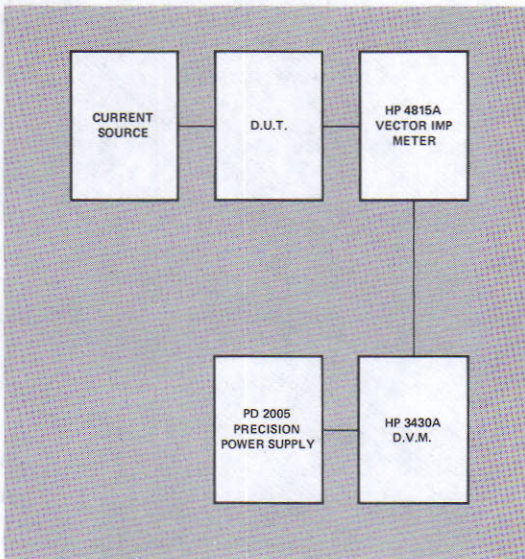 CURRENT
SOURCE
D.U.T.
HP 4815A
VECTOR IMP
METER
PD 2005
PRECISION
POWER SUPPLY
HP 3430A
D.V.M.